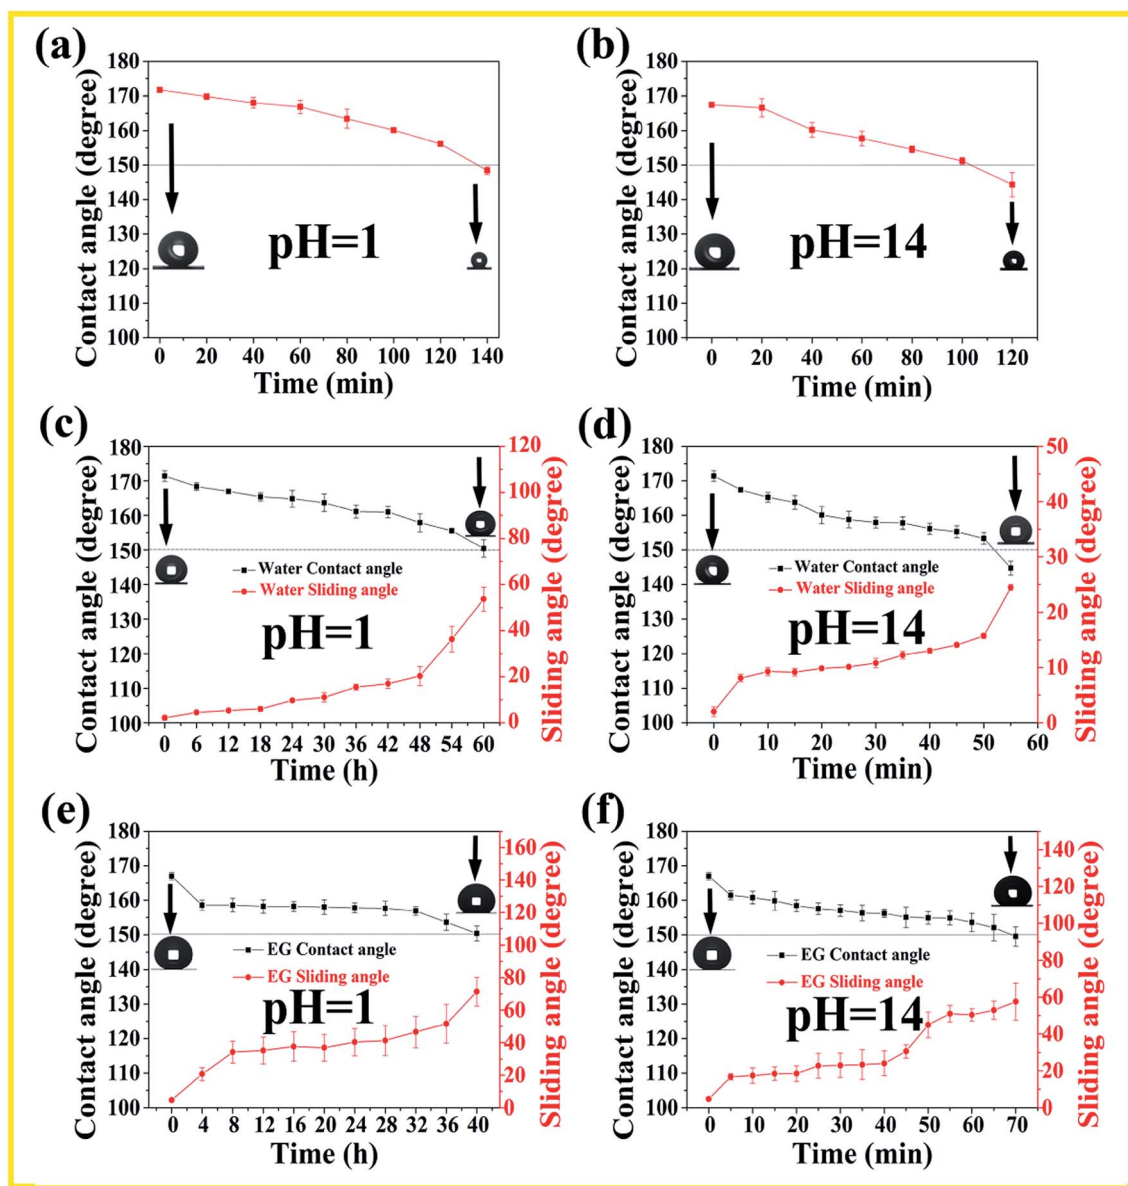 (a)
180
170
160
150
140
130
120
110
100
Contact angle (degree)
pH=1
0 20 40 60 80 100 120 140
Time (min)
(b)
180
170
160
150
140
130
120
110
100
Contact angle (degree)
pH=14
0 20 40 60 80 100 120
Time (min)
(c)
180
170
160
150
140
130
120
110
100
Contact angle (degree)
Water Contact angle
Water Sliding angle
pH=1
120
100
80
60
40
20
0
Sliding angle (degree)
0 6 12 18 24 30 36 42 48 54 60
Time (h)
(d)
180
170
160
150
140
130
120
110
100
Contact angle (degree)
Water Contact angle
Water Sliding angle
pH=14
50
40
30
20
10
0
Sliding angle (degree)
0 10 20 30 40 50 60
Time (min)
(e)
180
170
160
150
140
130
120
110
100
Contact angle (degree)
EG Contact angle
EG Sliding angle
pH=1
160
140
120
100
80
60
40
20
0
Sliding angle (degree)
0 4 8 12 16 20 24 28 32 36 40
Time (h)
(f)
180
170
160
150
140
130
120
110
100
Contact angle (degree)
EG Contact angle
EG Sliding angle
pH=14
140
120
100
80
60
40
20
0
Sliding angle (degree)
0 10 20 30 40 50 60 70
Time (min)